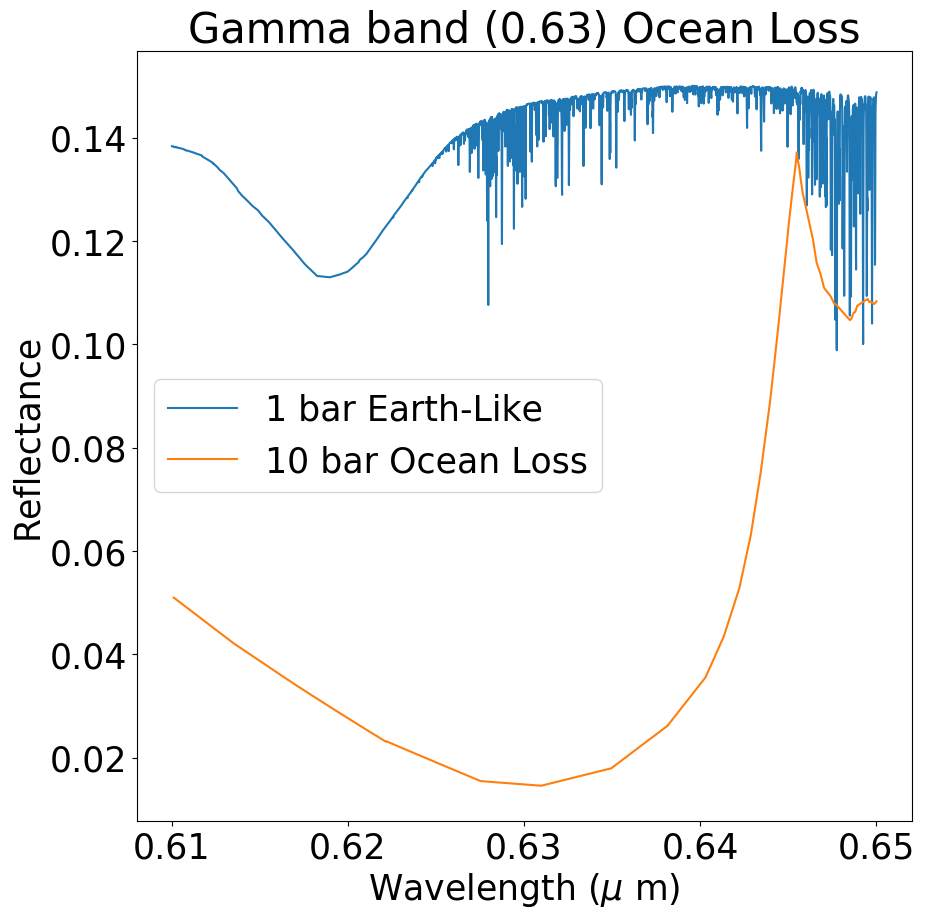 Gamma band (0.63) Ocean Loss
0.14
0.12
0.10
0.08
0.06
0.04
0.02
Reflectance
1 bar Earth-Like
10 bar Ocean Loss
0.61 0.62 0.63 0.64 0.65
Wavelength (μ m)